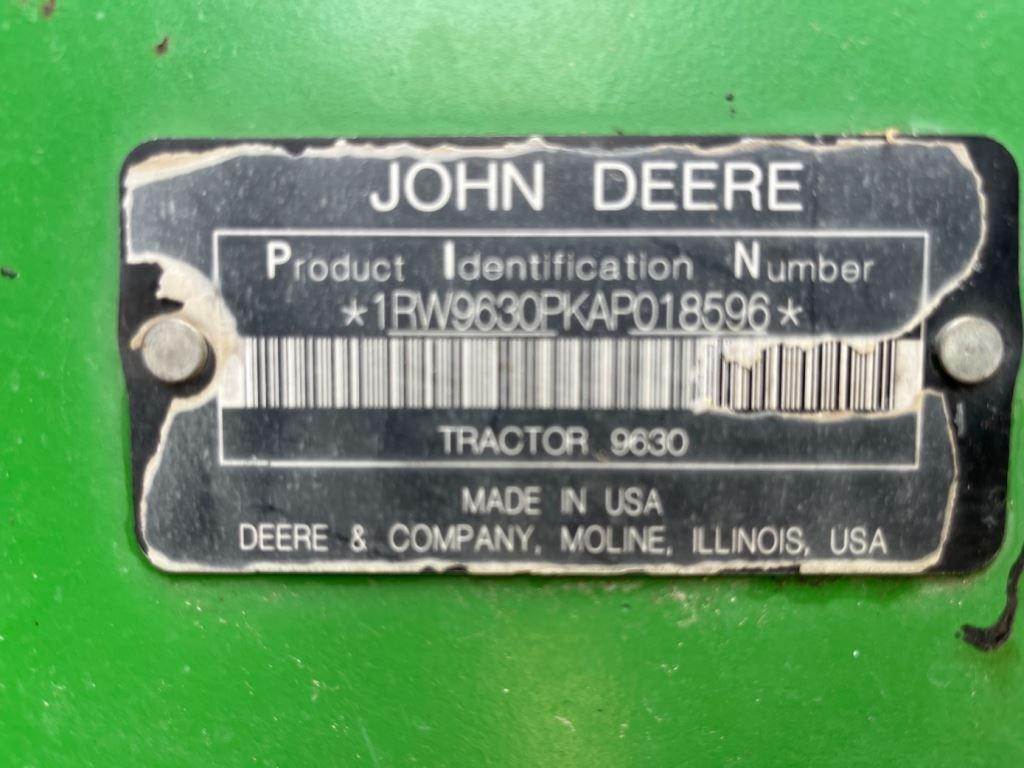 JOHN DEERE
Product Identification Number
*1RW9630PKAP018596*
TRACTOR 9630
MADE IN USA
DEERE & COMPANY, MOLINE, ILLINOIS, USA